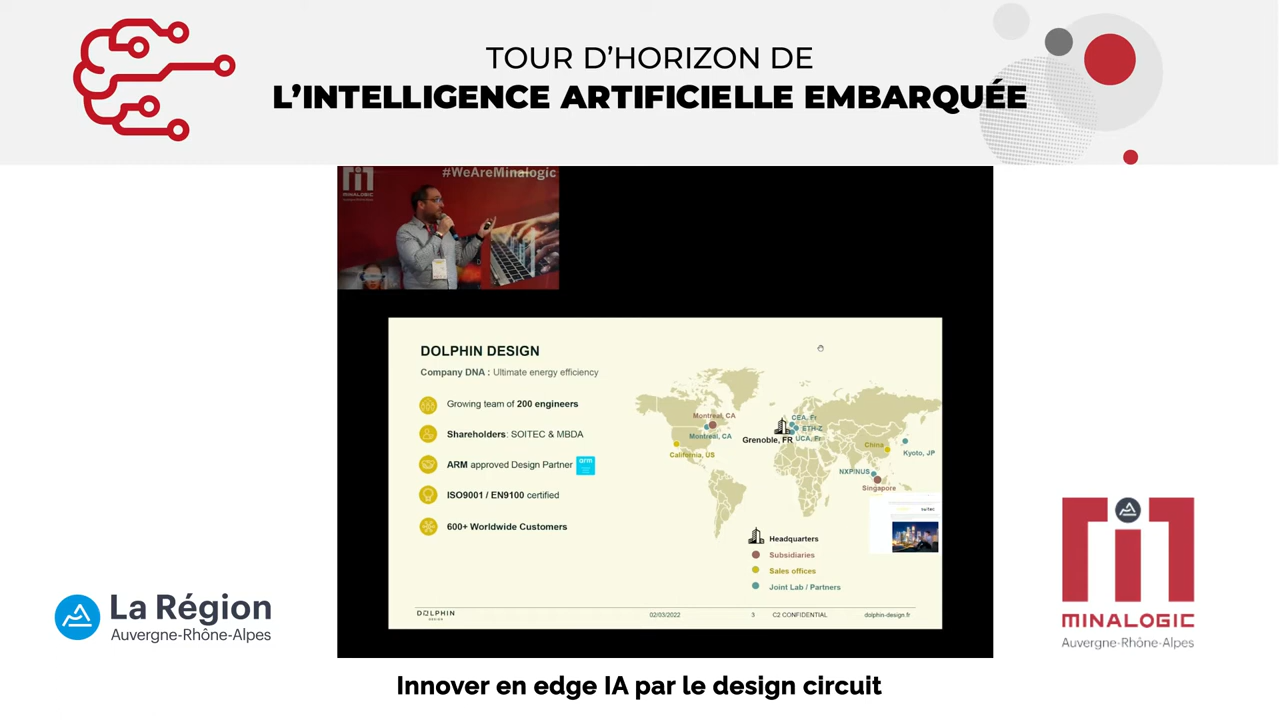 TOUR D’HORIZON DE
L’INTELLIGENCE ARTIFICIELLE EMBARQUÉE
MINALOGIC
#WeAreMinalogic
DOLPHIN DESIGN
Company DNA : Ultimate energy efficiency
Growing team of 200 engineers
Shareholders: SOITEC & MBDA
ARM approved Design Partner
arm
ISO9001 / EN9100 certified
600+ Worldwide Customers
Montreal, CA
Montreal, CA
California, US
CEA, Fr
ETH-Z
UCA, Fr
Grenoble, FR
China
Kyoto, JP
NXP/NUS
Singapore
Headquarters
Subsidiaries
Sales offices
Joint Lab / Partners
DOLPHIN
DESIGN
02/03/2022
3
C2 CONFIDENTIAL
dolphin-design.fr
La Région
Auvergne-Rhône-Alpes
MINALOGIC
Auvergne-Rhône-Alpes
Innover en edge IA par le design circuit